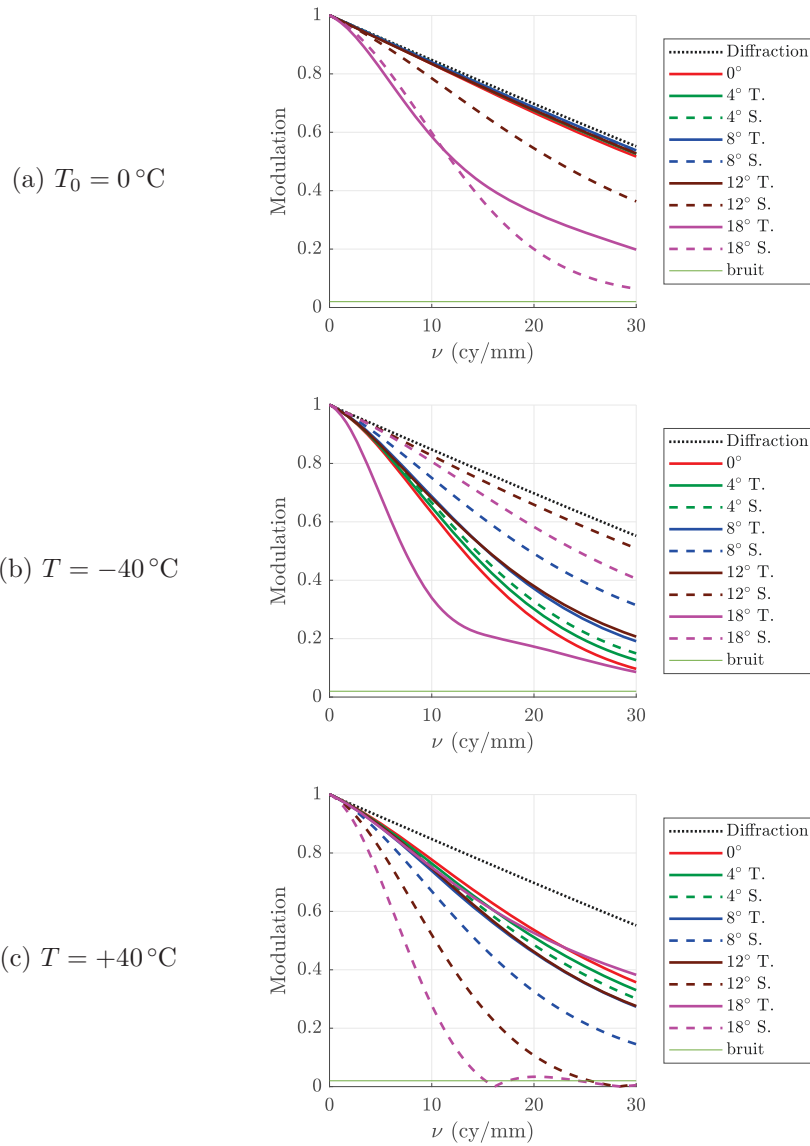 (a) T₀ = 0 °C
Modulation
1
0.8
0.6
0.4
0.2
0
0 10 20 30
ν (cy/mm)
Diffraction
0°
4° T.
4° S.
8° T.
8° S.
12° T.
12° S.
18° T.
18° S.
bruit
(b) T = −40 °C
Modulation
1
0.8
0.6
0.4
0.2
0
0 10 20 30
ν (cy/mm)
Diffraction
0°
4° T.
4° S.
8° T.
8° S.
12° T.
12° S.
18° T.
18° S.
bruit
(c) T = +40 °C
Modulation
1
0.8
0.6
0.4
0.2
0
0 10 20 30
ν (cy/mm)
Diffraction
0°
4° T.
4° S.
8° T.
8° S.
12° T.
12° S.
18° T.
18° S.
bruit